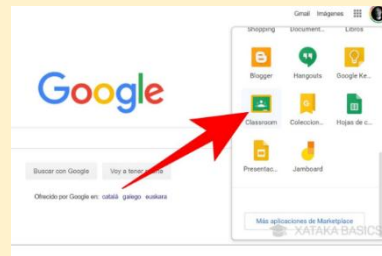 Gmail Imágenes
Shopping Document... Libros
Blogger Hangouts Google Ke...
Google
Classroom Coleccion... Hojas de c...
Presentac... Jamboard
Buscar con Google Voy a tener
Ofrecido por Google en: català galego euskara
Más aplicaciones de Marketplace
XATAKA BASICS